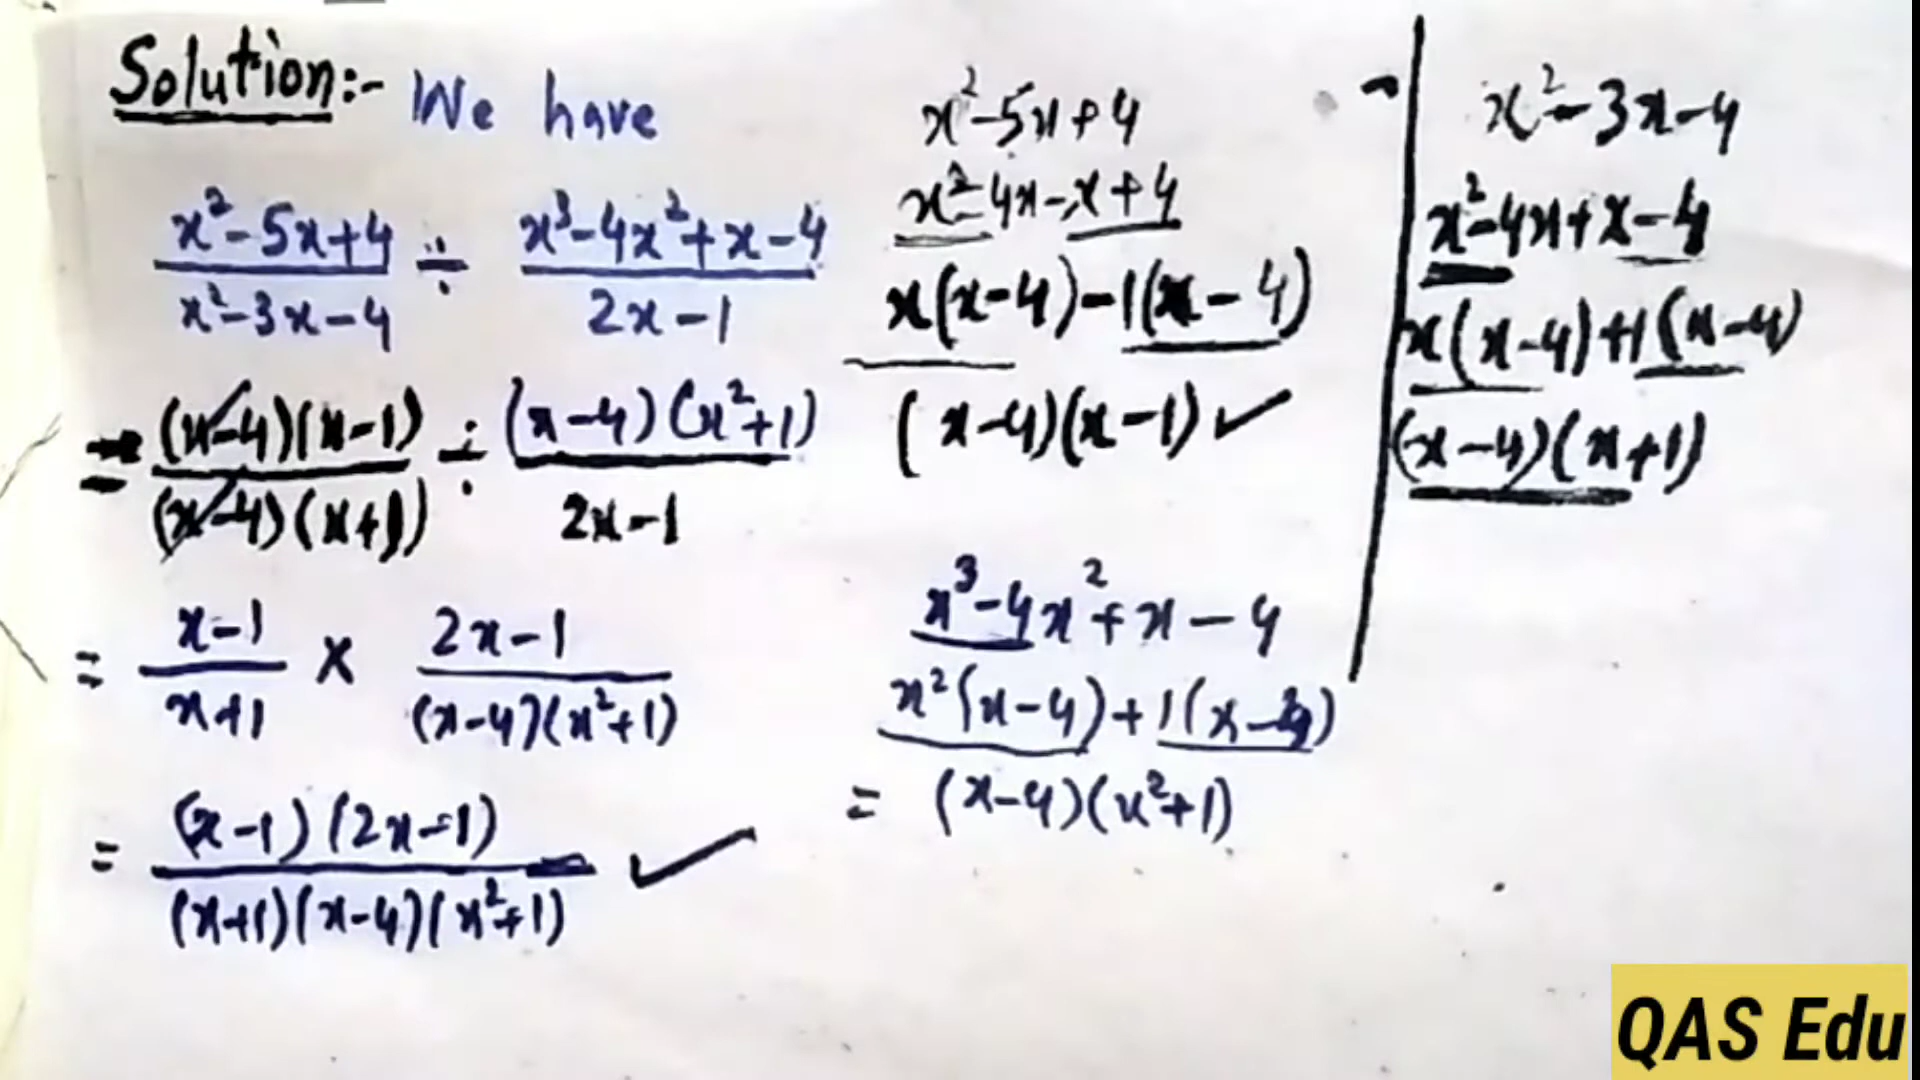 Solution:- We have
x²-5x+4 / x²-3x-4 ÷ x³-4x²+x-4 / 2x-1
= (x-4)(x-1) / (x-4)(x+1) ÷ (x-4)(x²+1) / 2x-1
= x-1 / x+1 × 2x-1 / (x-4)(x²+1)
= (x-1)(2x-1) / (x+1)(x-4)(x²+1) ✓
x²-5x+4
x²-4x-x+4
x(x-4)-1(x-4)
(x-4)(x-1) ✓
x³-4x²+x-4
x²(x-4)+1(x-4)
= (x-4)(x²+1)
x²-3x-4
x²-4x+x-4
x(x-4)+1(x-4)
(x-4)(x+1)
QAS Edu